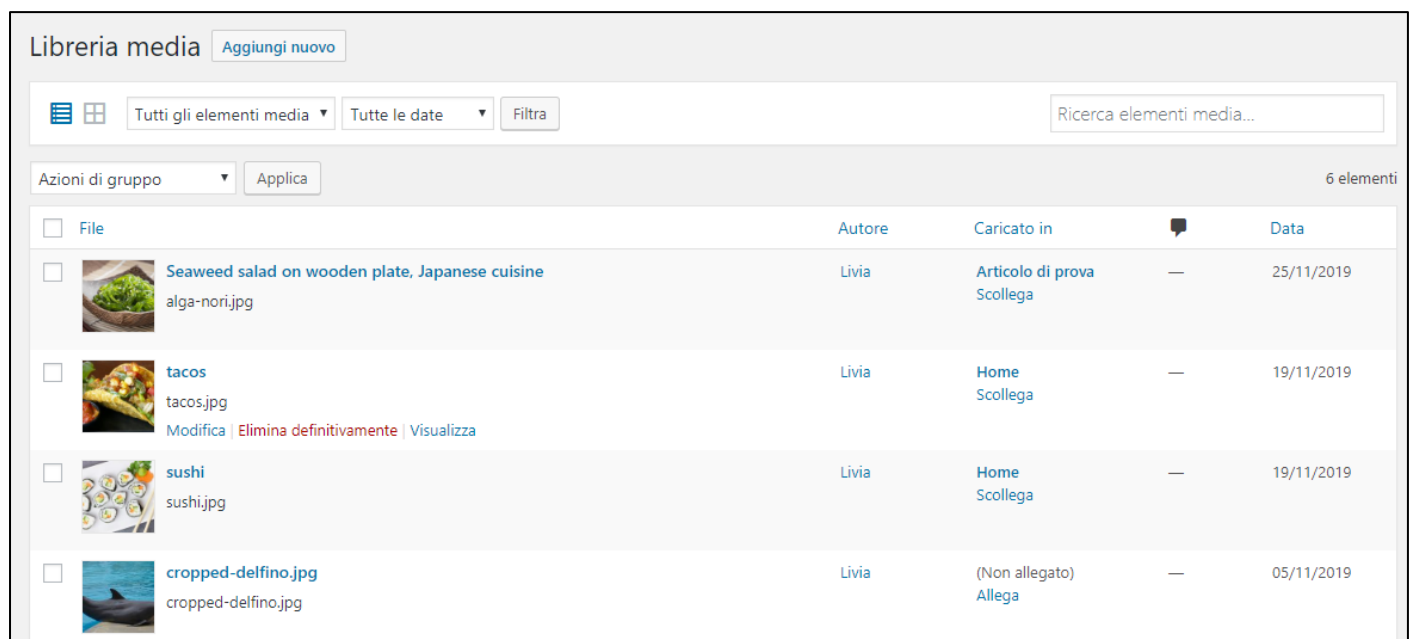 Libreria media Aggiungi nuovo
Tutti gli elementi media Tutte le date Filtra Ricerca elementi media...
Azioni di gruppo Applica 6 elementi
File Autore Caricato in Data
Seaweed salad on wooden plate, Japanese cuisine Livia Articolo di prova — 25/11/2019
alga-nori.jpg Scollega
tacos Livia Home — 19/11/2019
tacos.jpg Scollega
Modifica | Elimina definitivamente | Visualizza
sushi Livia Home — 19/11/2019
sushi.jpg Scollega
cropped-delfino.jpg Livia (Non allegato) — 05/11/2019
cropped-delfino.jpg Allega